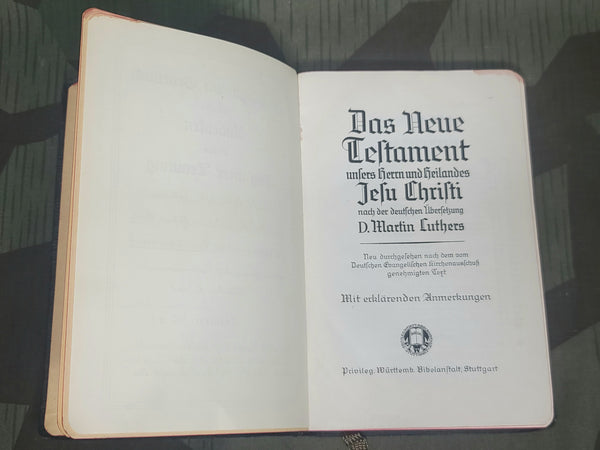 Das Neue
Testament
unsers Herrn und Heilandes
Jesu Christi
nach der deutschen Übersetzung
D. Martin Luthers
Neu durchgesehen nach dem vom
Deutschen Evangelischen Kirchenausschuß
genehmigten Text
Mit erklärenden Anmerkungen
Privileg. Württemb. Bibelanstalt, Stuttgart